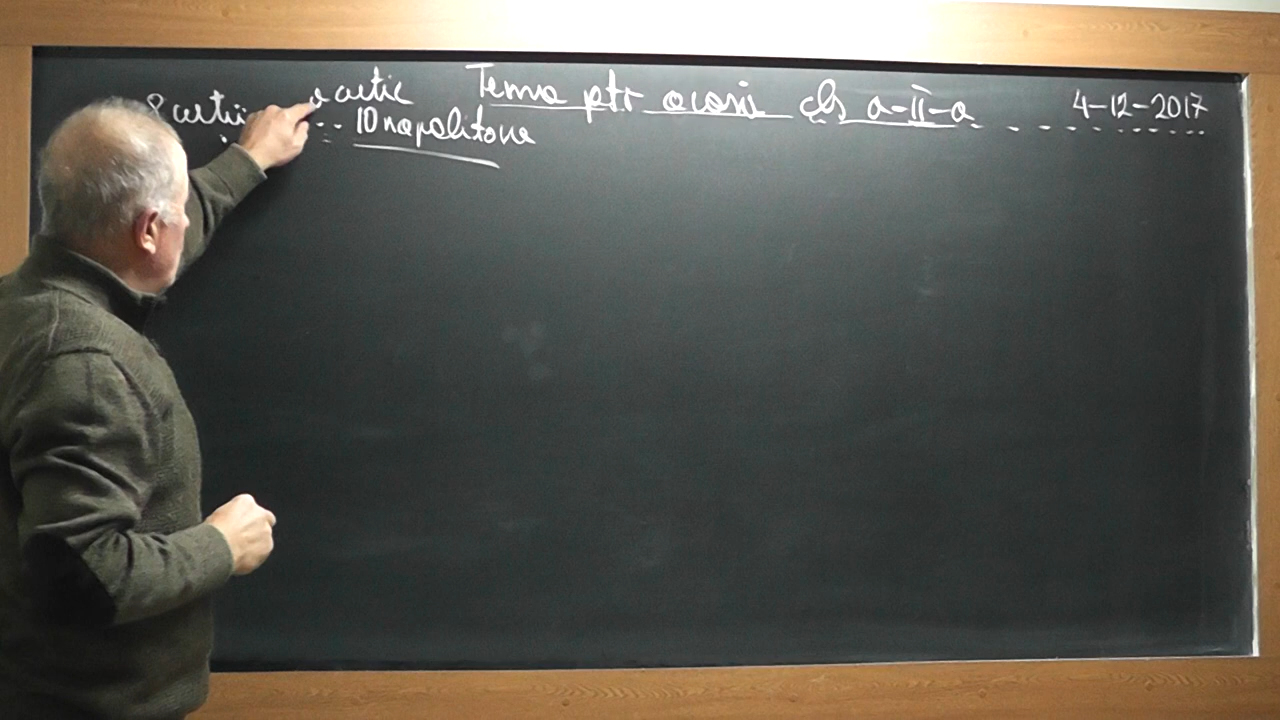 8 cutii o cutie Tema ptr acasă cls a-II-a 4-12-2017
10 napolitane